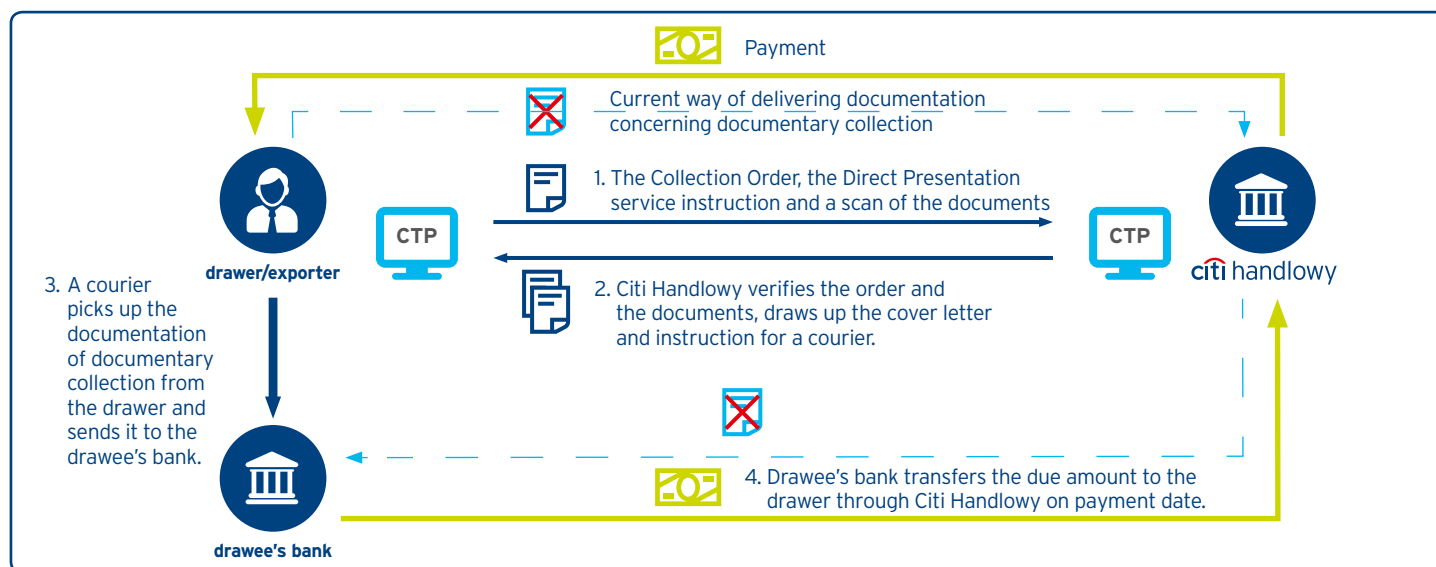 Payment
Current way of delivering documentation
concerning documentary collection
1. The Collection Order, the Direct Presentation
service instruction and a scan of the documents
CTP
CTP
drawer/exporter
citi handlowy
2. Citi Handlowy verifies the order and
the documents, draws up the cover letter
and instruction for a courier.
3. A courier
picks up the
documentation
of documentary
collection from
the drawer and
sends it to the
drawee's bank.
4. Drawee's bank transfers the due amount to the
drawer through Citi Handlowy on payment date.
drawee's bank